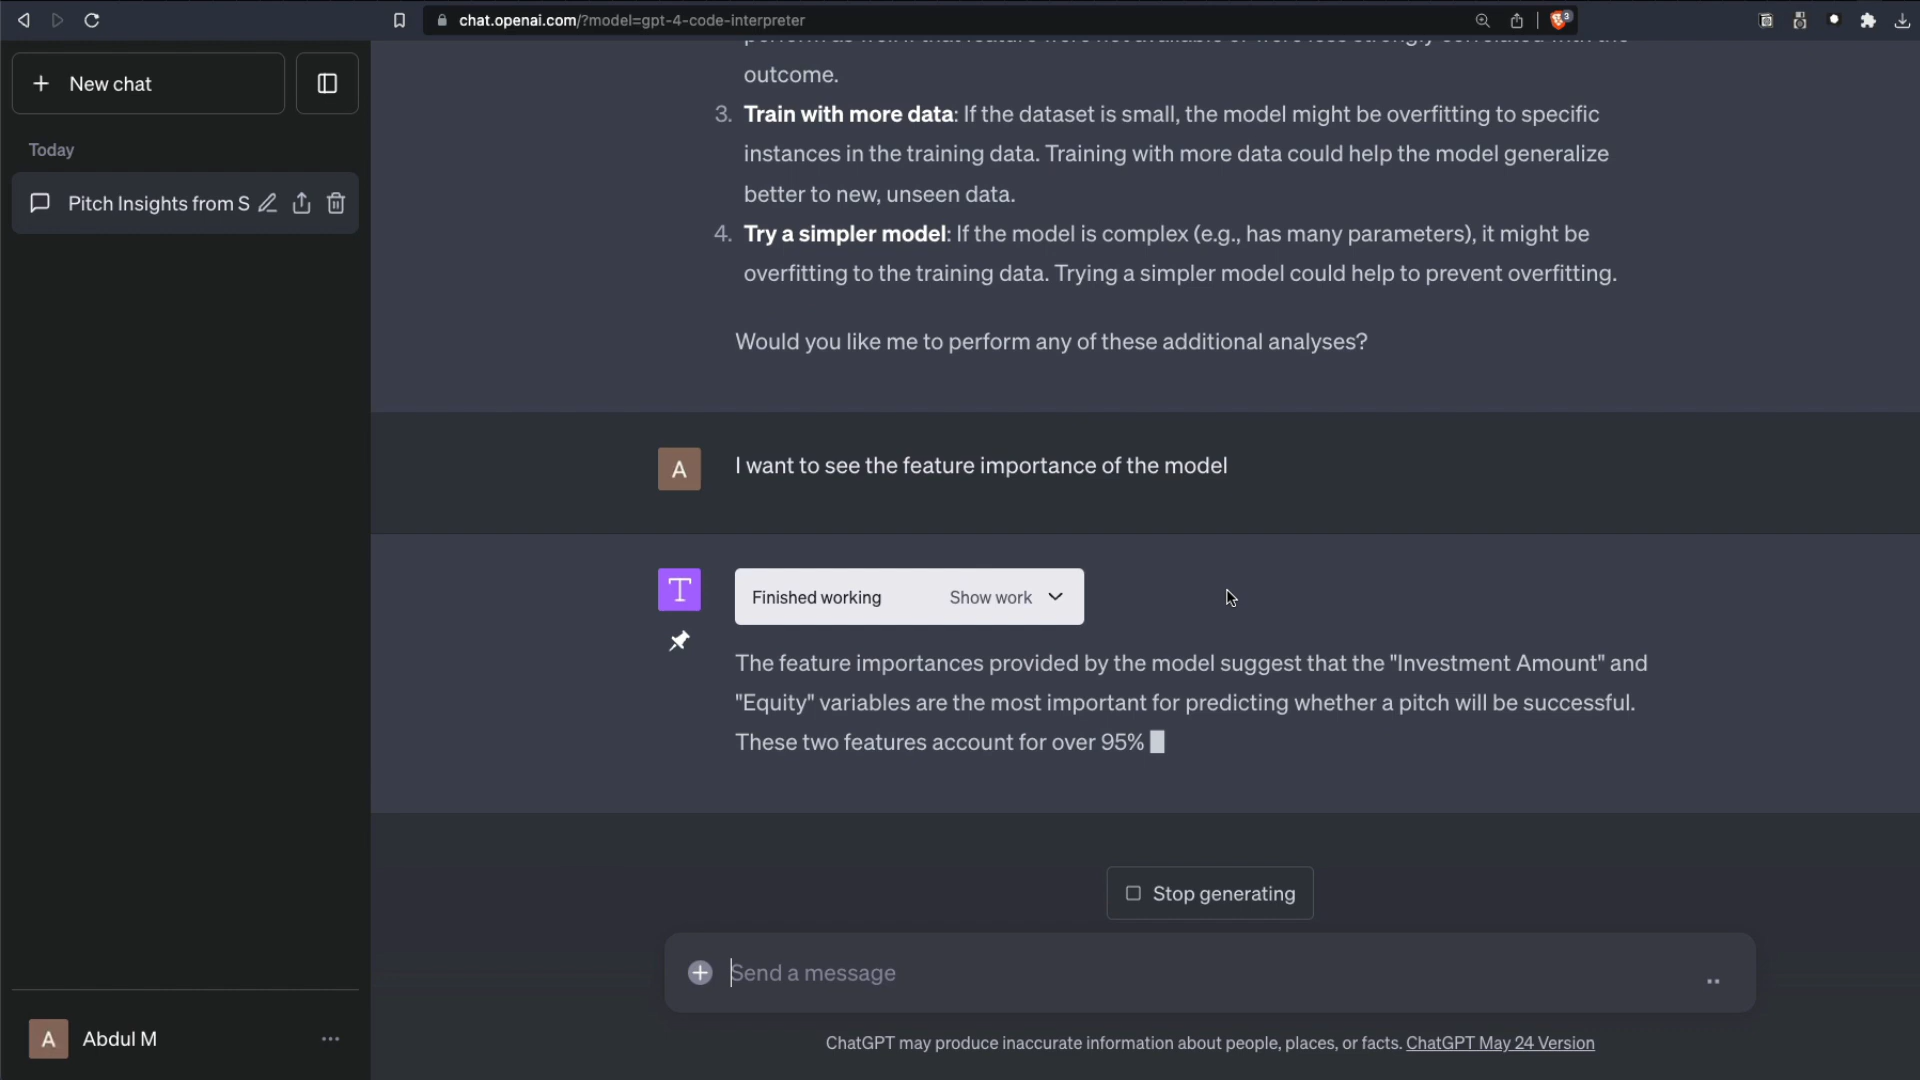 chat.openai.com/?model=gpt-4-code-interpreter
3
New chat
Today
Pitch Insights from S
outcome.
3. Train with more data: If the dataset is small, the model might be overfitting to specific
instances in the training data. Training with more data could help the model generalize
better to new, unseen data.
4. Try a simpler model: If the model is complex (e.g., has many parameters), it might be
overfitting to the training data. Trying a simpler model could help to prevent overfitting.
Would you like me to perform any of these additional analyses?
A
I want to see the feature importance of the model
T
Finished working Show work
The feature importances provided by the model suggest that the "Investment Amount" and
"Equity" variables are the most important for predicting whether a pitch will be successful.
These two features account for over 95%
Stop generating
Send a message
A
Abdul M
ChatGPT may produce inaccurate information about people, places, or facts. ChatGPT May 24 Version